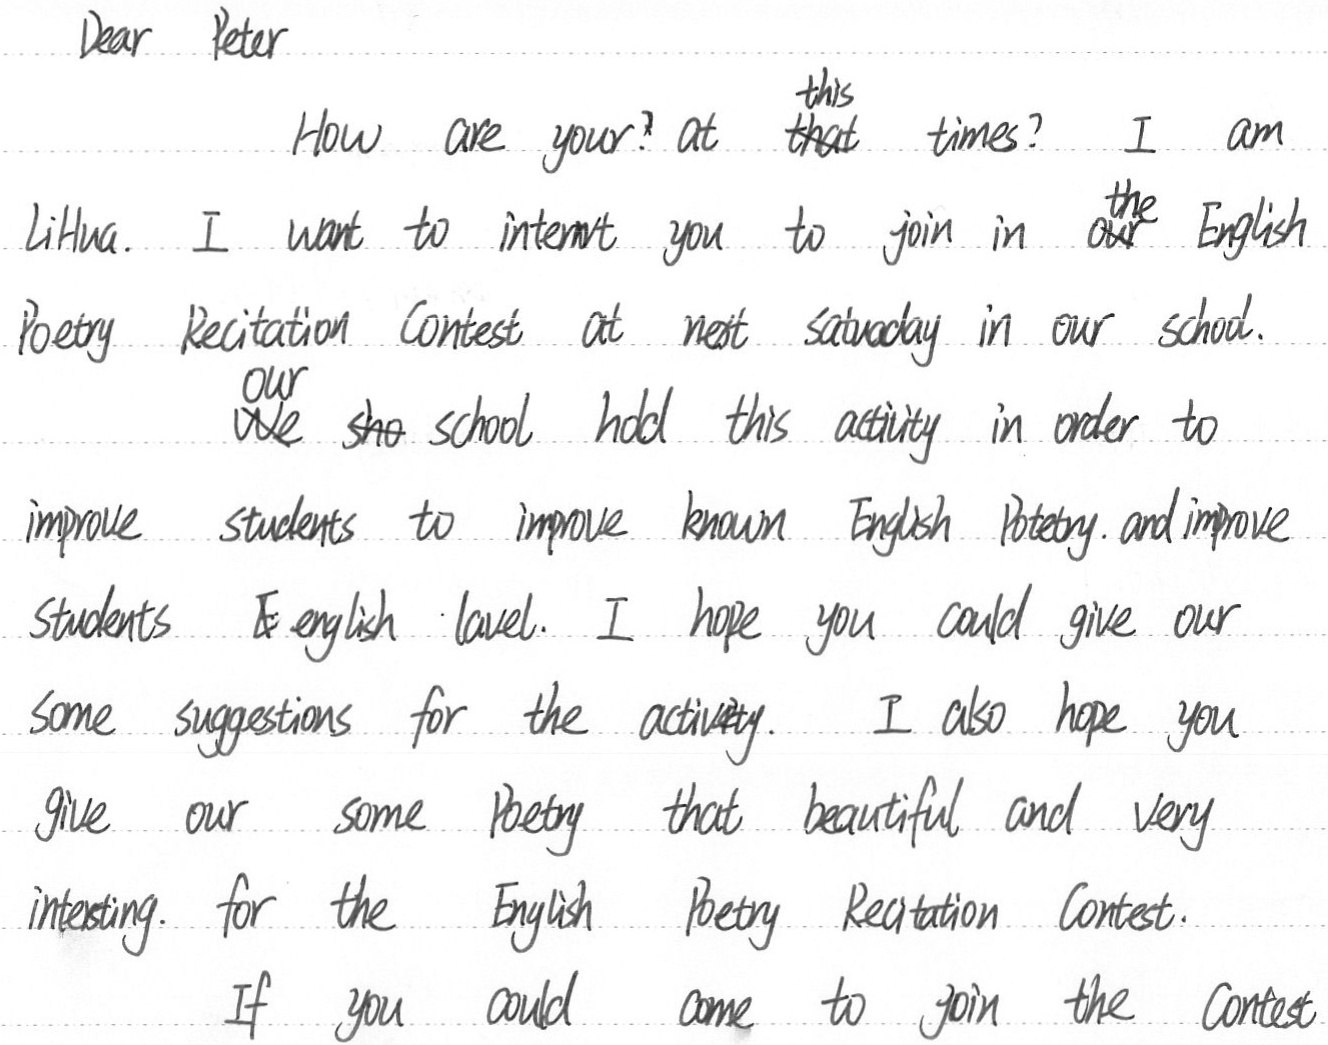 Dear Peter
How are your? at this times? I am
LiHua. I want to internt you to join in the English
Poetry Recitation Contest at next saturday in our school.
our school hold this activity in order to
improve students to improve known English Potetry. and improve
students english lavel. I hope you could give our
some suggestions for the activety. I also hope you
give our some Poetry that beautiful and very
intersting. for the English Poetry Recitation Contest.
If you could come to join the Contest